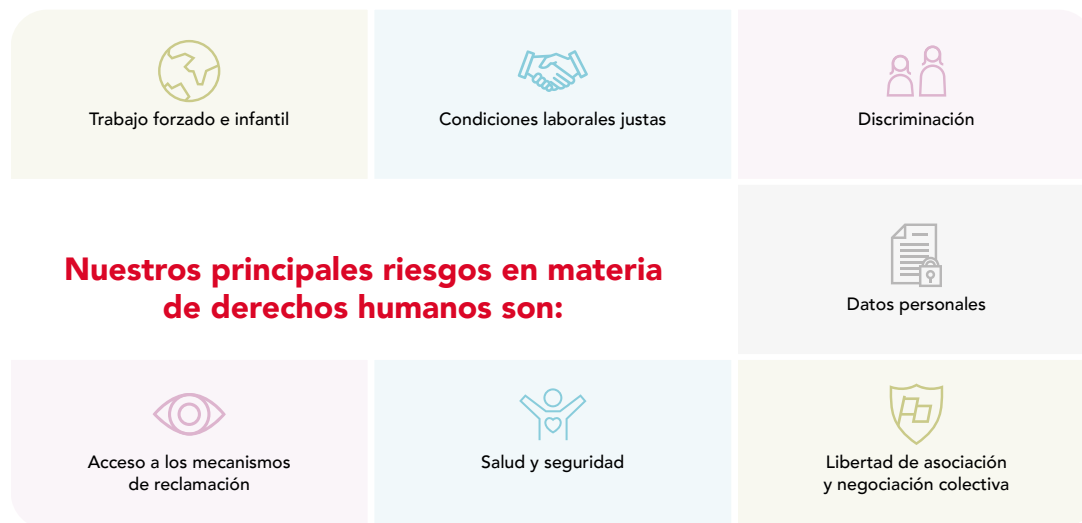 Trabajo forzado e infantil
Condiciones laborales justas
Discriminación
Nuestros principales riesgos en materia
de derechos humanos son:
Datos personales
Acceso a los mecanismos
de reclamación
Salud y seguridad
Libertad de asociación
y negociación colectiva